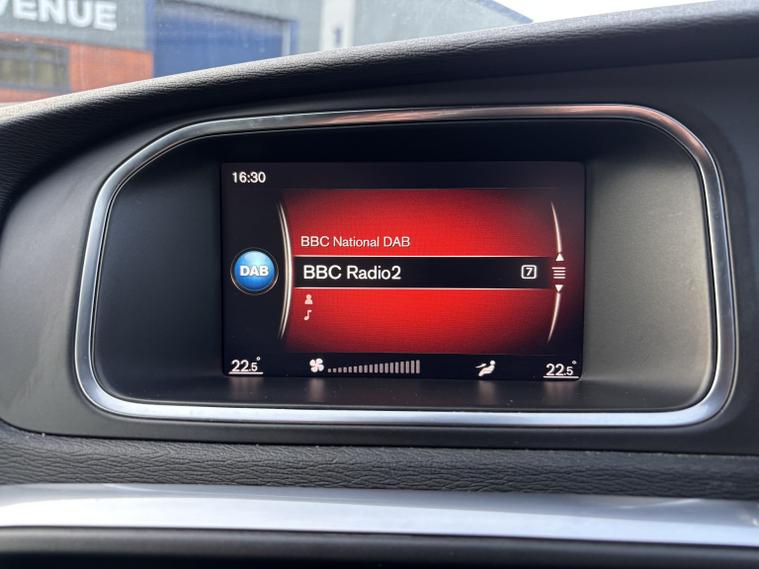 VENUE
16:30
BBC National DAB
DAB
BBC Radio2 7
22.5° 22.5°